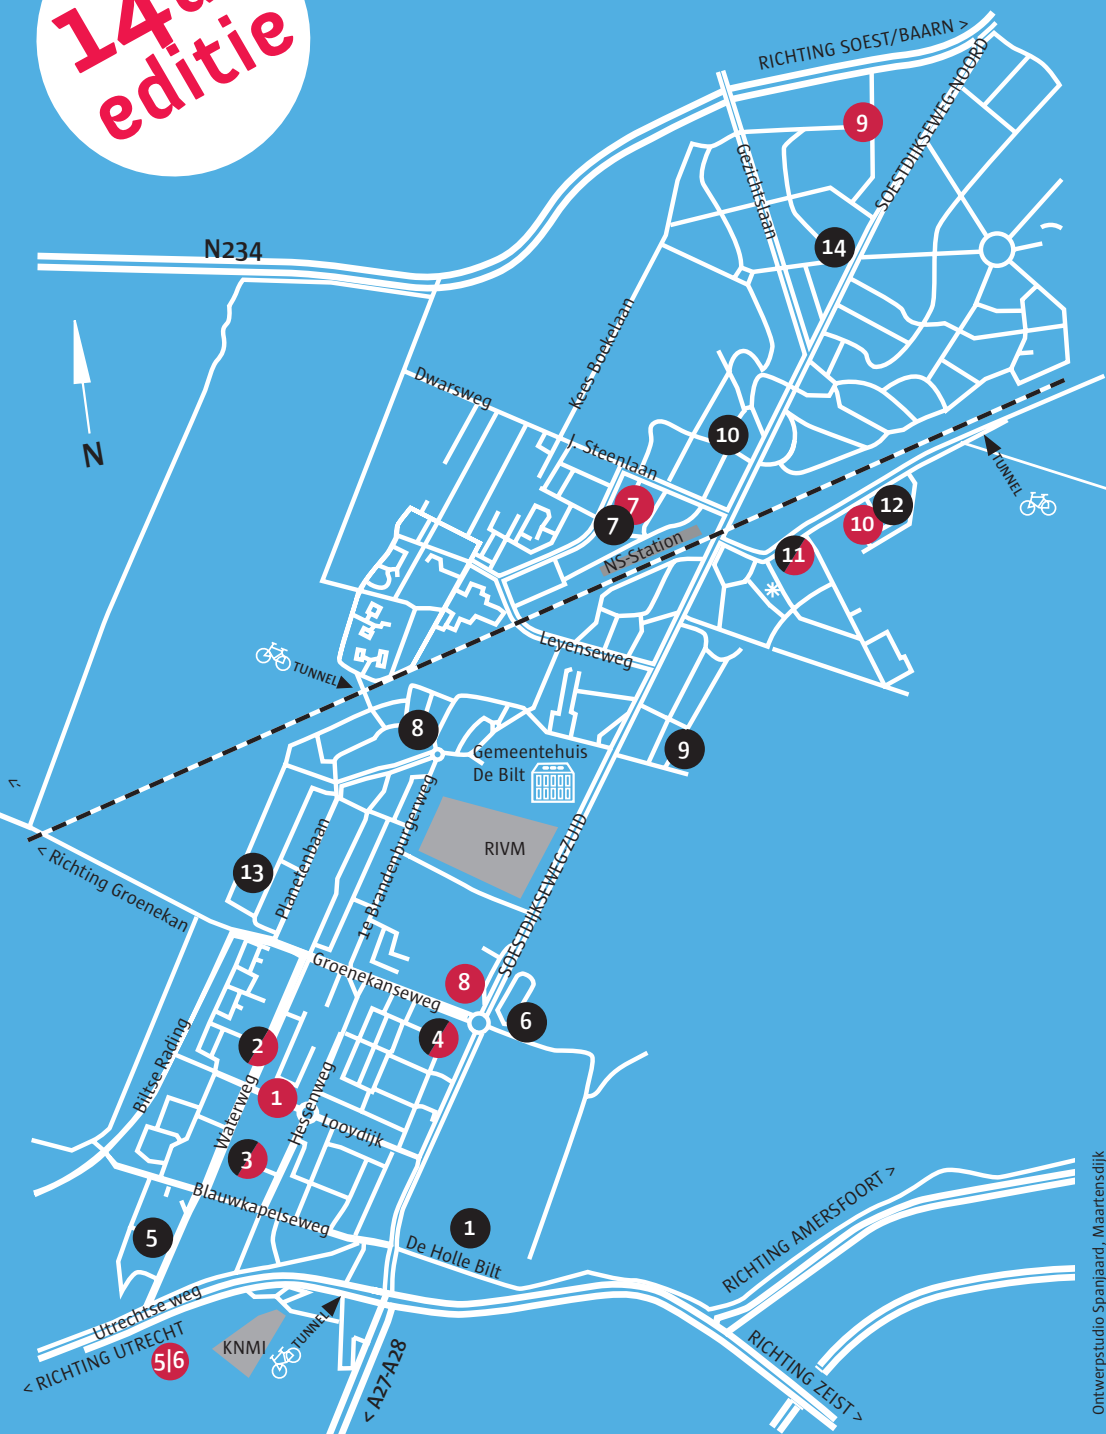 14de
editie
RICHTING SOEST/BAARN >
SOESTDIJKSEWEG-NOORD
9
Gezichtslaan
14
N234
N
Kees Boekelaan
Dwarsweg
J. Steenlaan
10
7
7
NS-Station
12
10
11
TUNNEL
Leyenseweg
TUNNEL
8
9
Gemeentehuis
De Bilt
RIVM
<
< Richting Groenekan
13
Planetenbaan
1e Brandenburgerweg
SOESTDIJKSEWEG-ZUID
Groenekanseweg
8
6
4
2
Biltse Rading
Waterweg
1
Hessenweg
Looydijk
3
Blauwkapelseweg
5
1
De Holle Bilt
RICHTING AMERSFOORT >
Utrechtse weg
< RICHTING UTRECHT
5|6
KNMI
TUNNEL
< A27-A28
RICHTING ZEIST >
Ontwerpstudio Spanjaard, Maartensdijk